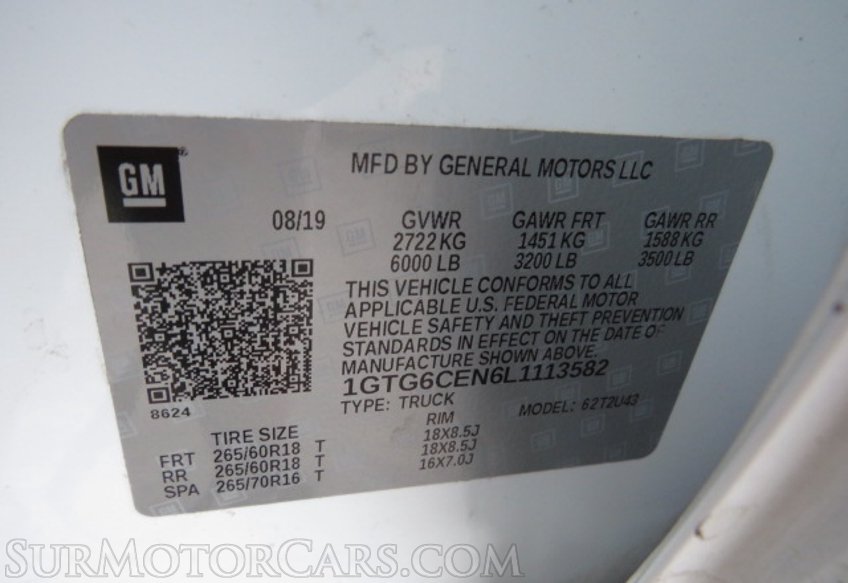 GM®
MFD BY GENERAL MOTORS LLC
08/19 GVWR GAWR FRT GAWR RR
2722 KG 1451 KG 1588 KG
6000 LB 3200 LB 3500 LB
THIS VEHICLE CONFORMS TO ALL
APPLICABLE U.S. FEDERAL MOTOR
VEHICLE SAFETY AND THEFT PREVENTION
STANDARDS IN EFFECT ON THE DATE OF
MANUFACTURE SHOWN ABOVE.
1GTG6CEN6L1113582
8624
TYPE: TRUCK MODEL: 62T2U43
TIRE SIZE RIM
FRT 265/60R18 T 18X8.5J
RR 265/60R18 T 18X8.5J
SPA 265/70R16 T 16X7.0J
SURMOTORCARS.COM